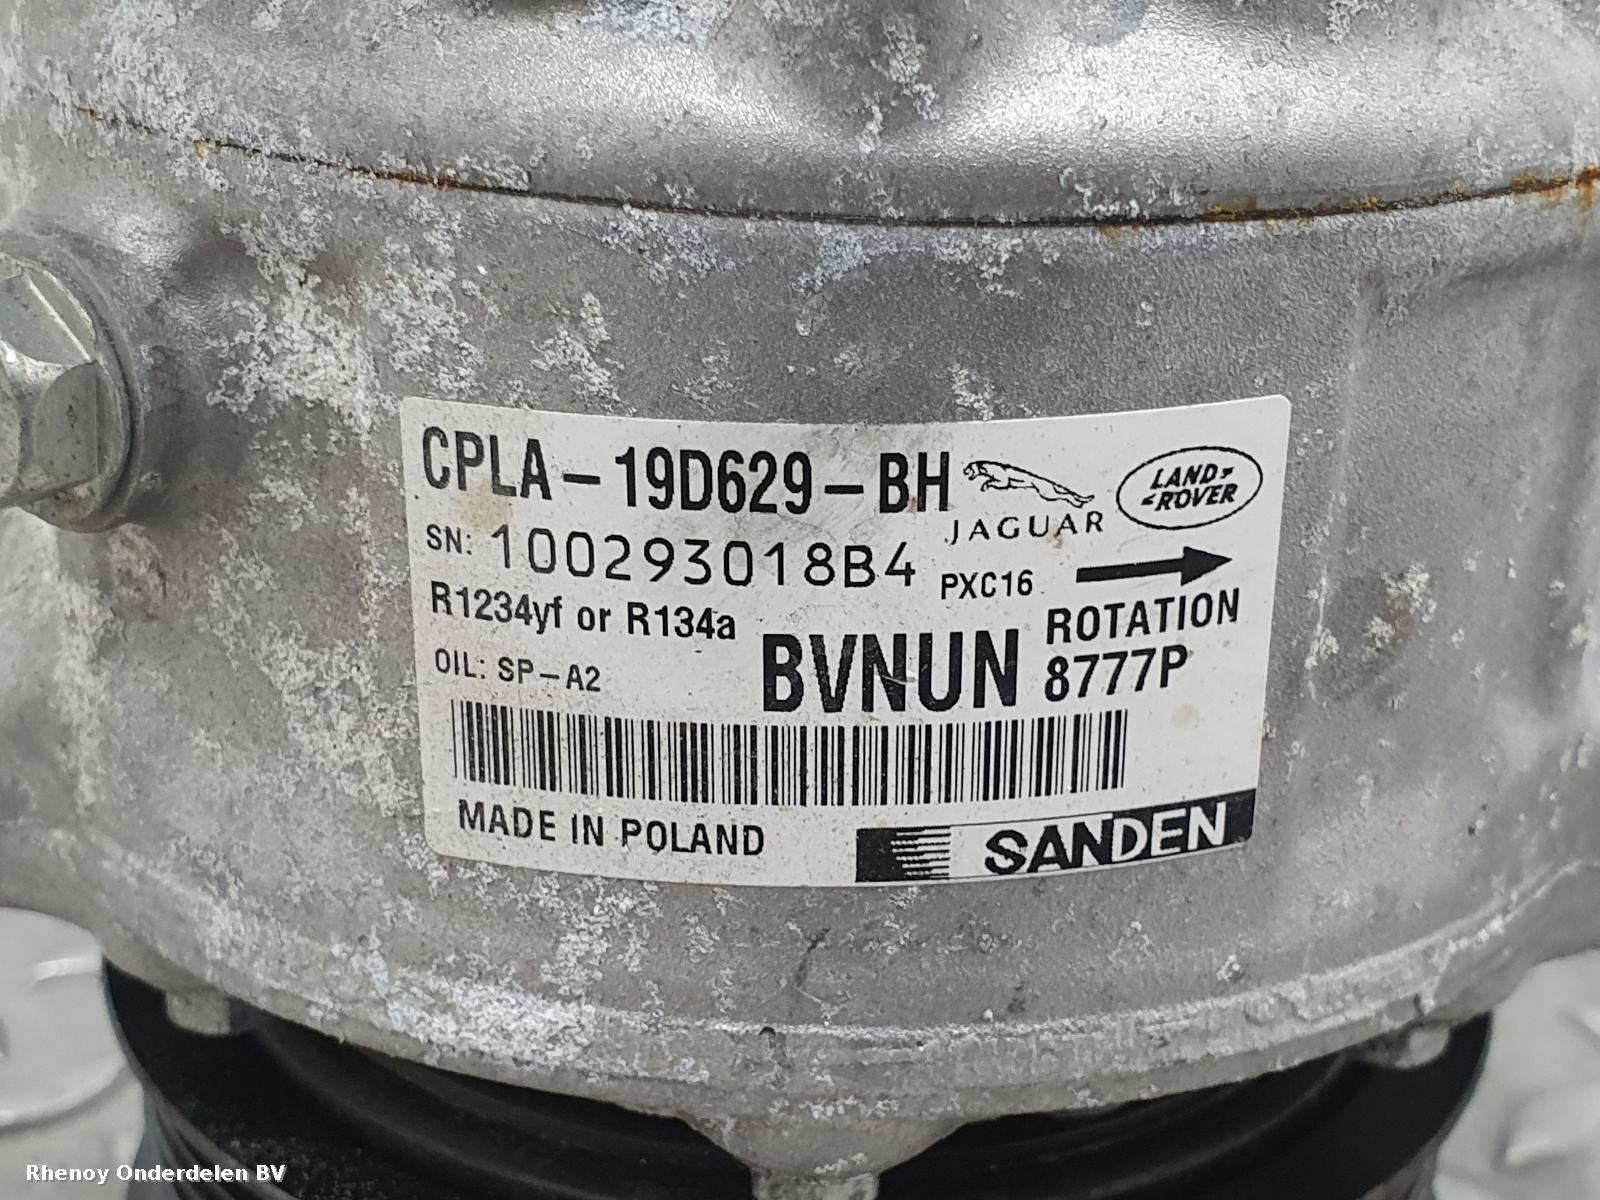 CPLA-19D629-BH
JAGUAR
LAND
ROVER
SN: 100293018B4
PXC16
R1234yf or R134a
ROTATION
OIL: SP-A2
BVNUN
8777P
MADE IN POLAND
SANDEN
Rhenoy Onderdelen BV